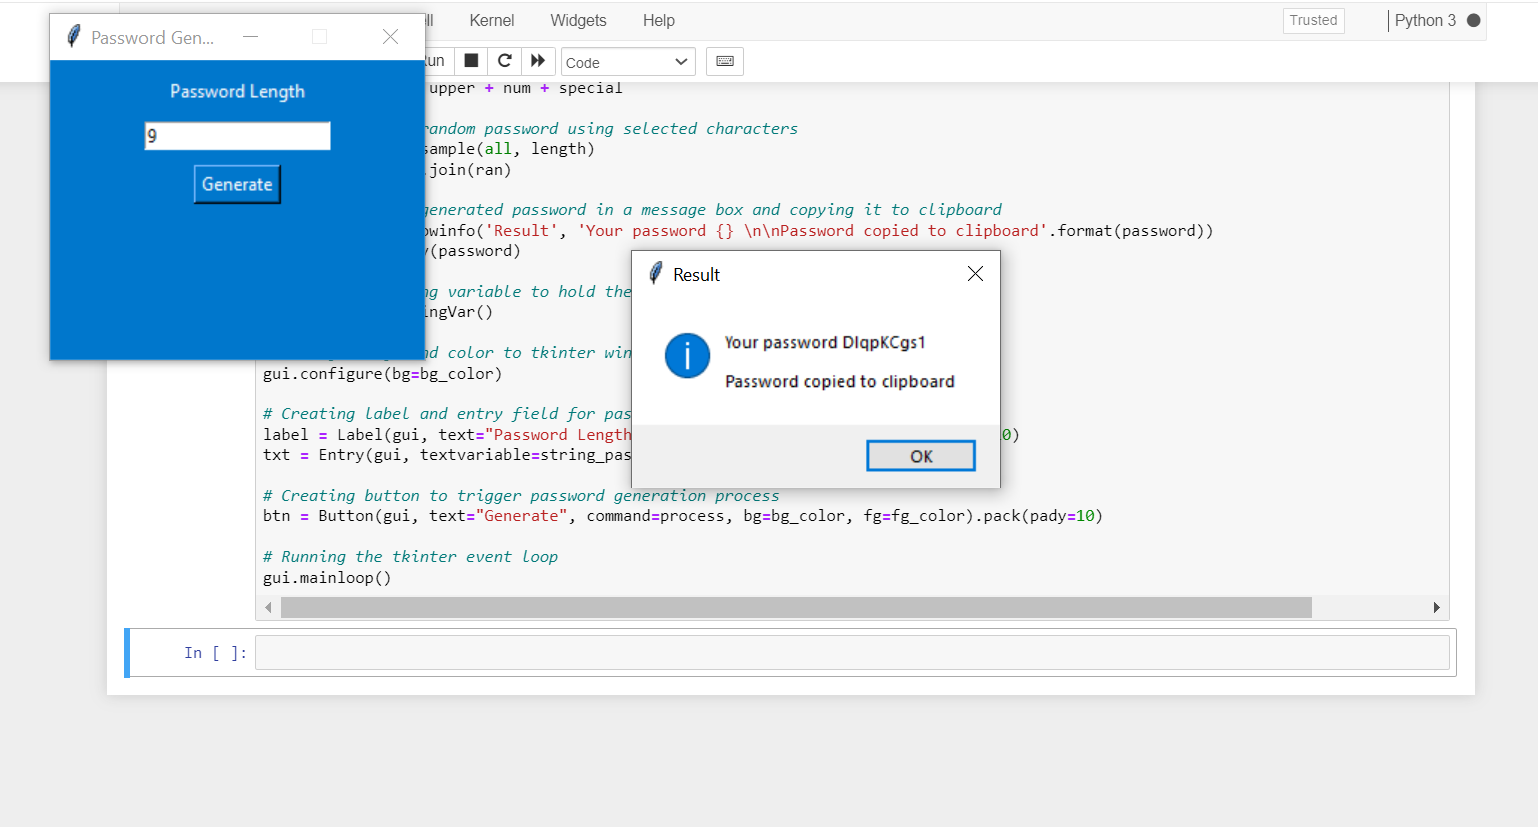 Password Gen...
ll Kernel Widgets Help
Trusted Python 3
un Code
Password Length
9
Generate
upper + num + special
random password using selected characters
sample(all, length)
join(ran)
generated password in a message box and copying it to clipboard
owinfo('Result', 'Your password {} \n\nPassword copied to clipboard'.format(password))
y(password)
ng variable to hold the
ingVar()
nd color to tkinter win
gui.configure(bg=bg_color)
# Creating label and entry field for pas
label = Label(gui, text="Password Length 0)
txt = Entry(gui, textvariable=string_pas
# Creating button to trigger password generation process
btn = Button(gui, text="Generate", command=process, bg=bg_color, fg=fg_color).pack(pady=10)
# Running the tkinter event loop
gui.mainloop()
Result
Your password DIqpKCgs1
Password copied to clipboard
OK
In [ ]: